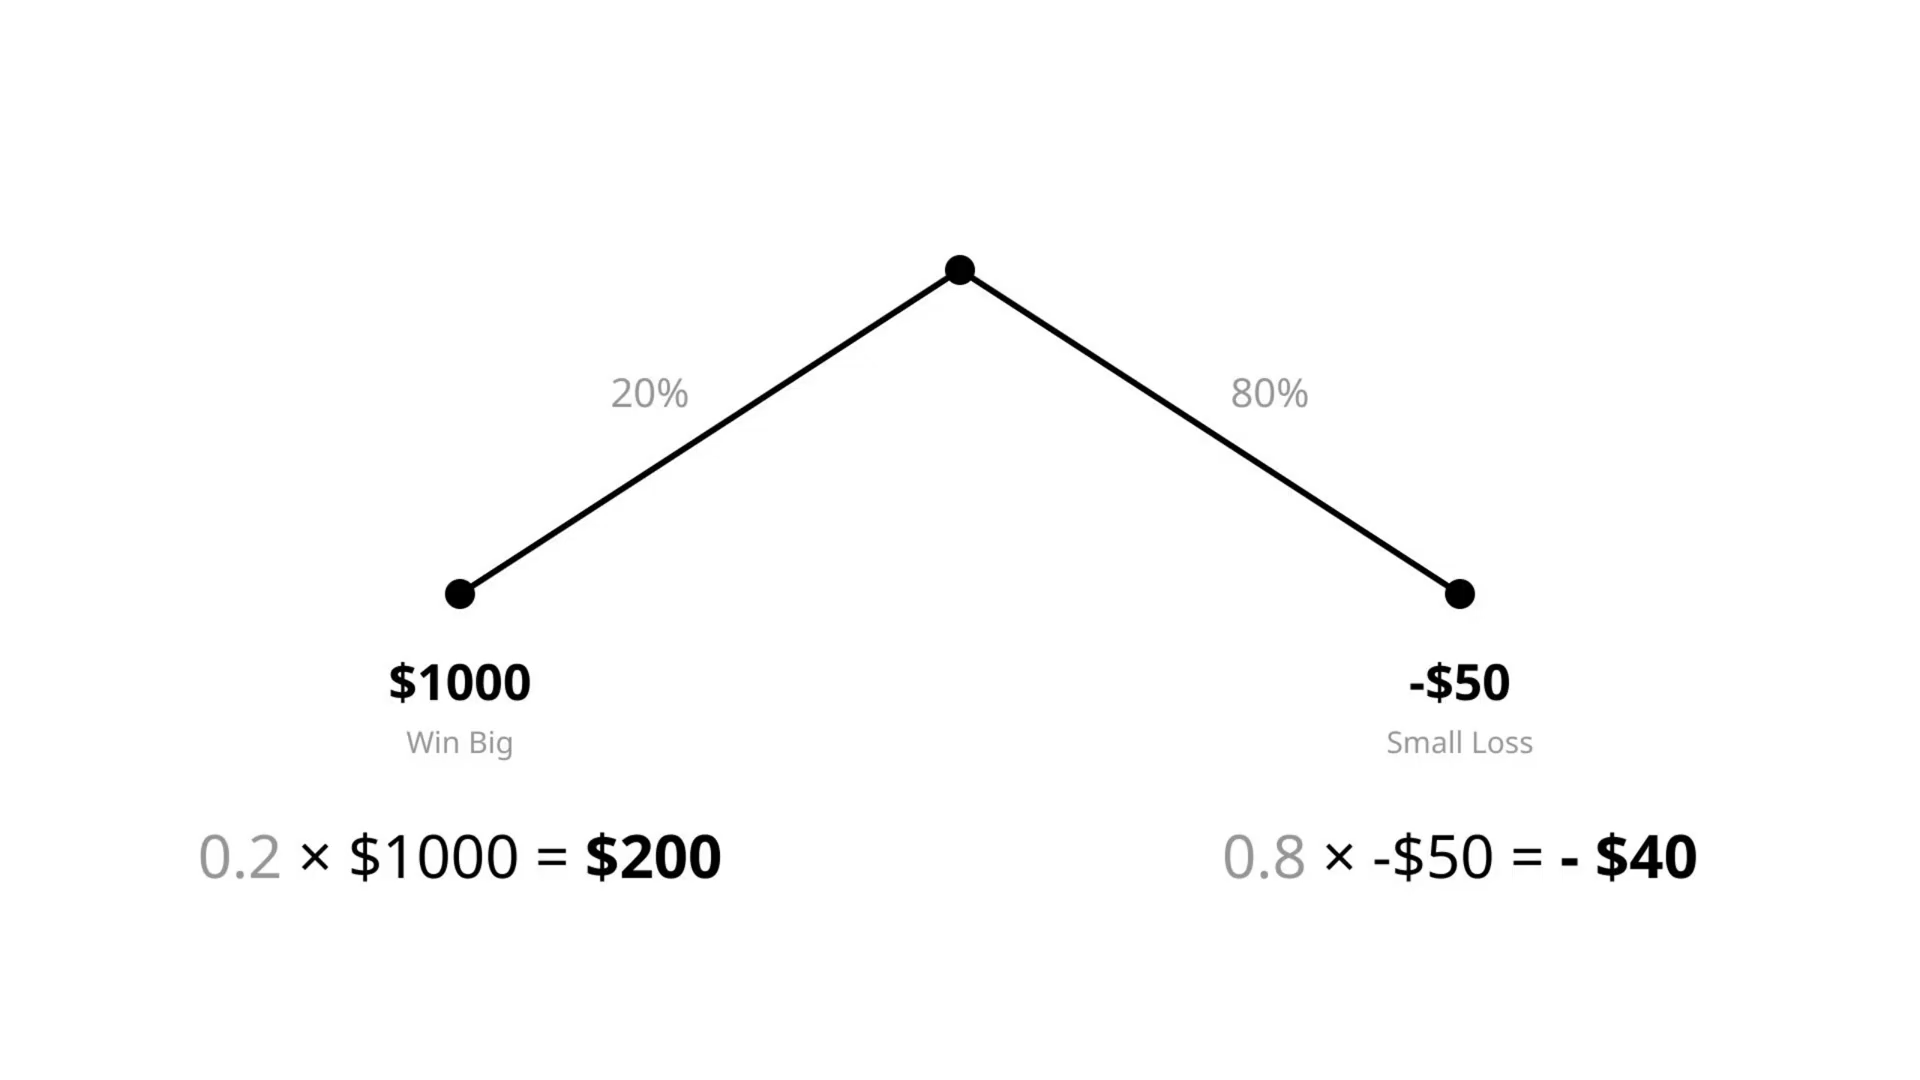 20%
80%
$1000
Win Big
-$50
Small Loss
0.2 × $1000 = $200
0.8 × -$50 = - $40